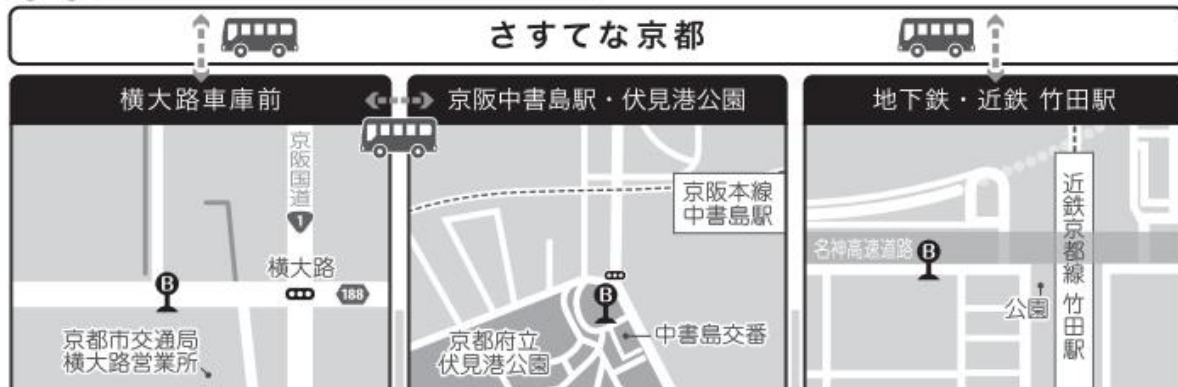 さすてな京都
横大路車庫前
京阪中書島駅・伏見港公園
地下鉄・近鉄 竹田駅
京阪国道
1
横大路
188
B
京都市交通局
横大路営業所
京阪本線
中書島駅
B
中書島交番
京都府立
伏見港公園
近鉄京都線 竹田駅
名神高速道路
B
公園